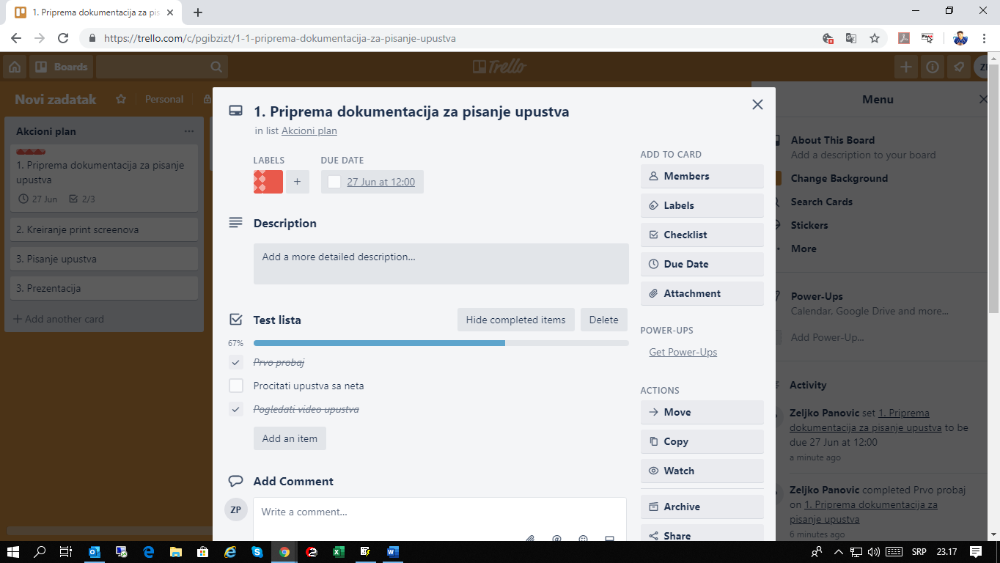 1. Priprema dokumentacija za pis
https://trello.com/c/pgibzizt/1-1-priprema-dokumentacija-za-pisanje-upustva
Boards
Trello
Novi zadatak
Personal
Akcioni plan
1. Priprema dokumentacija za pisanje
upustva
27 Jun
2/3
2. Kreiranje print screenova
3. Pisanje upustva
3. Prezentacija
Add another card
1. Priprema dokumentacija za pisanje upustva
in list Akcioni plan
LABELS
DUE DATE
27 Jun at 12:00
Description
Add a more detailed description...
Test lista
Hide completed items
Delete
67%
Prvo probaj
Procitati upustva sa neta
Pogledati video upustva
Add an item
Add Comment
ZP
Write a comment...
ADD TO CARD
Members
Labels
Checklist
Due Date
Attachment
POWER-UPS
Get Power-Ups
ACTIONS
Move
Copy
Watch
Archive
Share
Menu
About This Board
Add a description to your board
Change Background
Search Cards
Stickers
More
Power-Ups
Calendar, Google Drive and more...
Add Power-Up...
Activity
Zeljko Panovic set 1. Priprema
dokumentacija za pisanje upustva to be
due 27 Jun at 12:00
a minute ago
Zeljko Panovic completed Prvo probaj
on 1. Priprema dokumentacija za
pisanje upustva
6 minutes ago
SRP
23.17